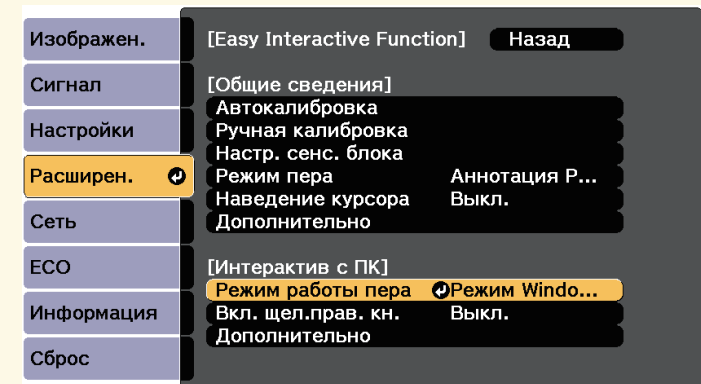 Изображен.
Сигнал
Настройки
Расширен.
Сеть
ECO
Информация
Сброс
[Easy Interactive Function] Назад
[Общие сведения]
Автокалибровка
Ручная калибровка
Настр. сенс. блока
Режим пера Аннотация P...
Наведение курсора Выкл.
Дополнительно
[Интерактив с ПК]
Режим работы пера Режим Windo...
Вкл. щел.прав. кн. Выкл.
Дополнительно